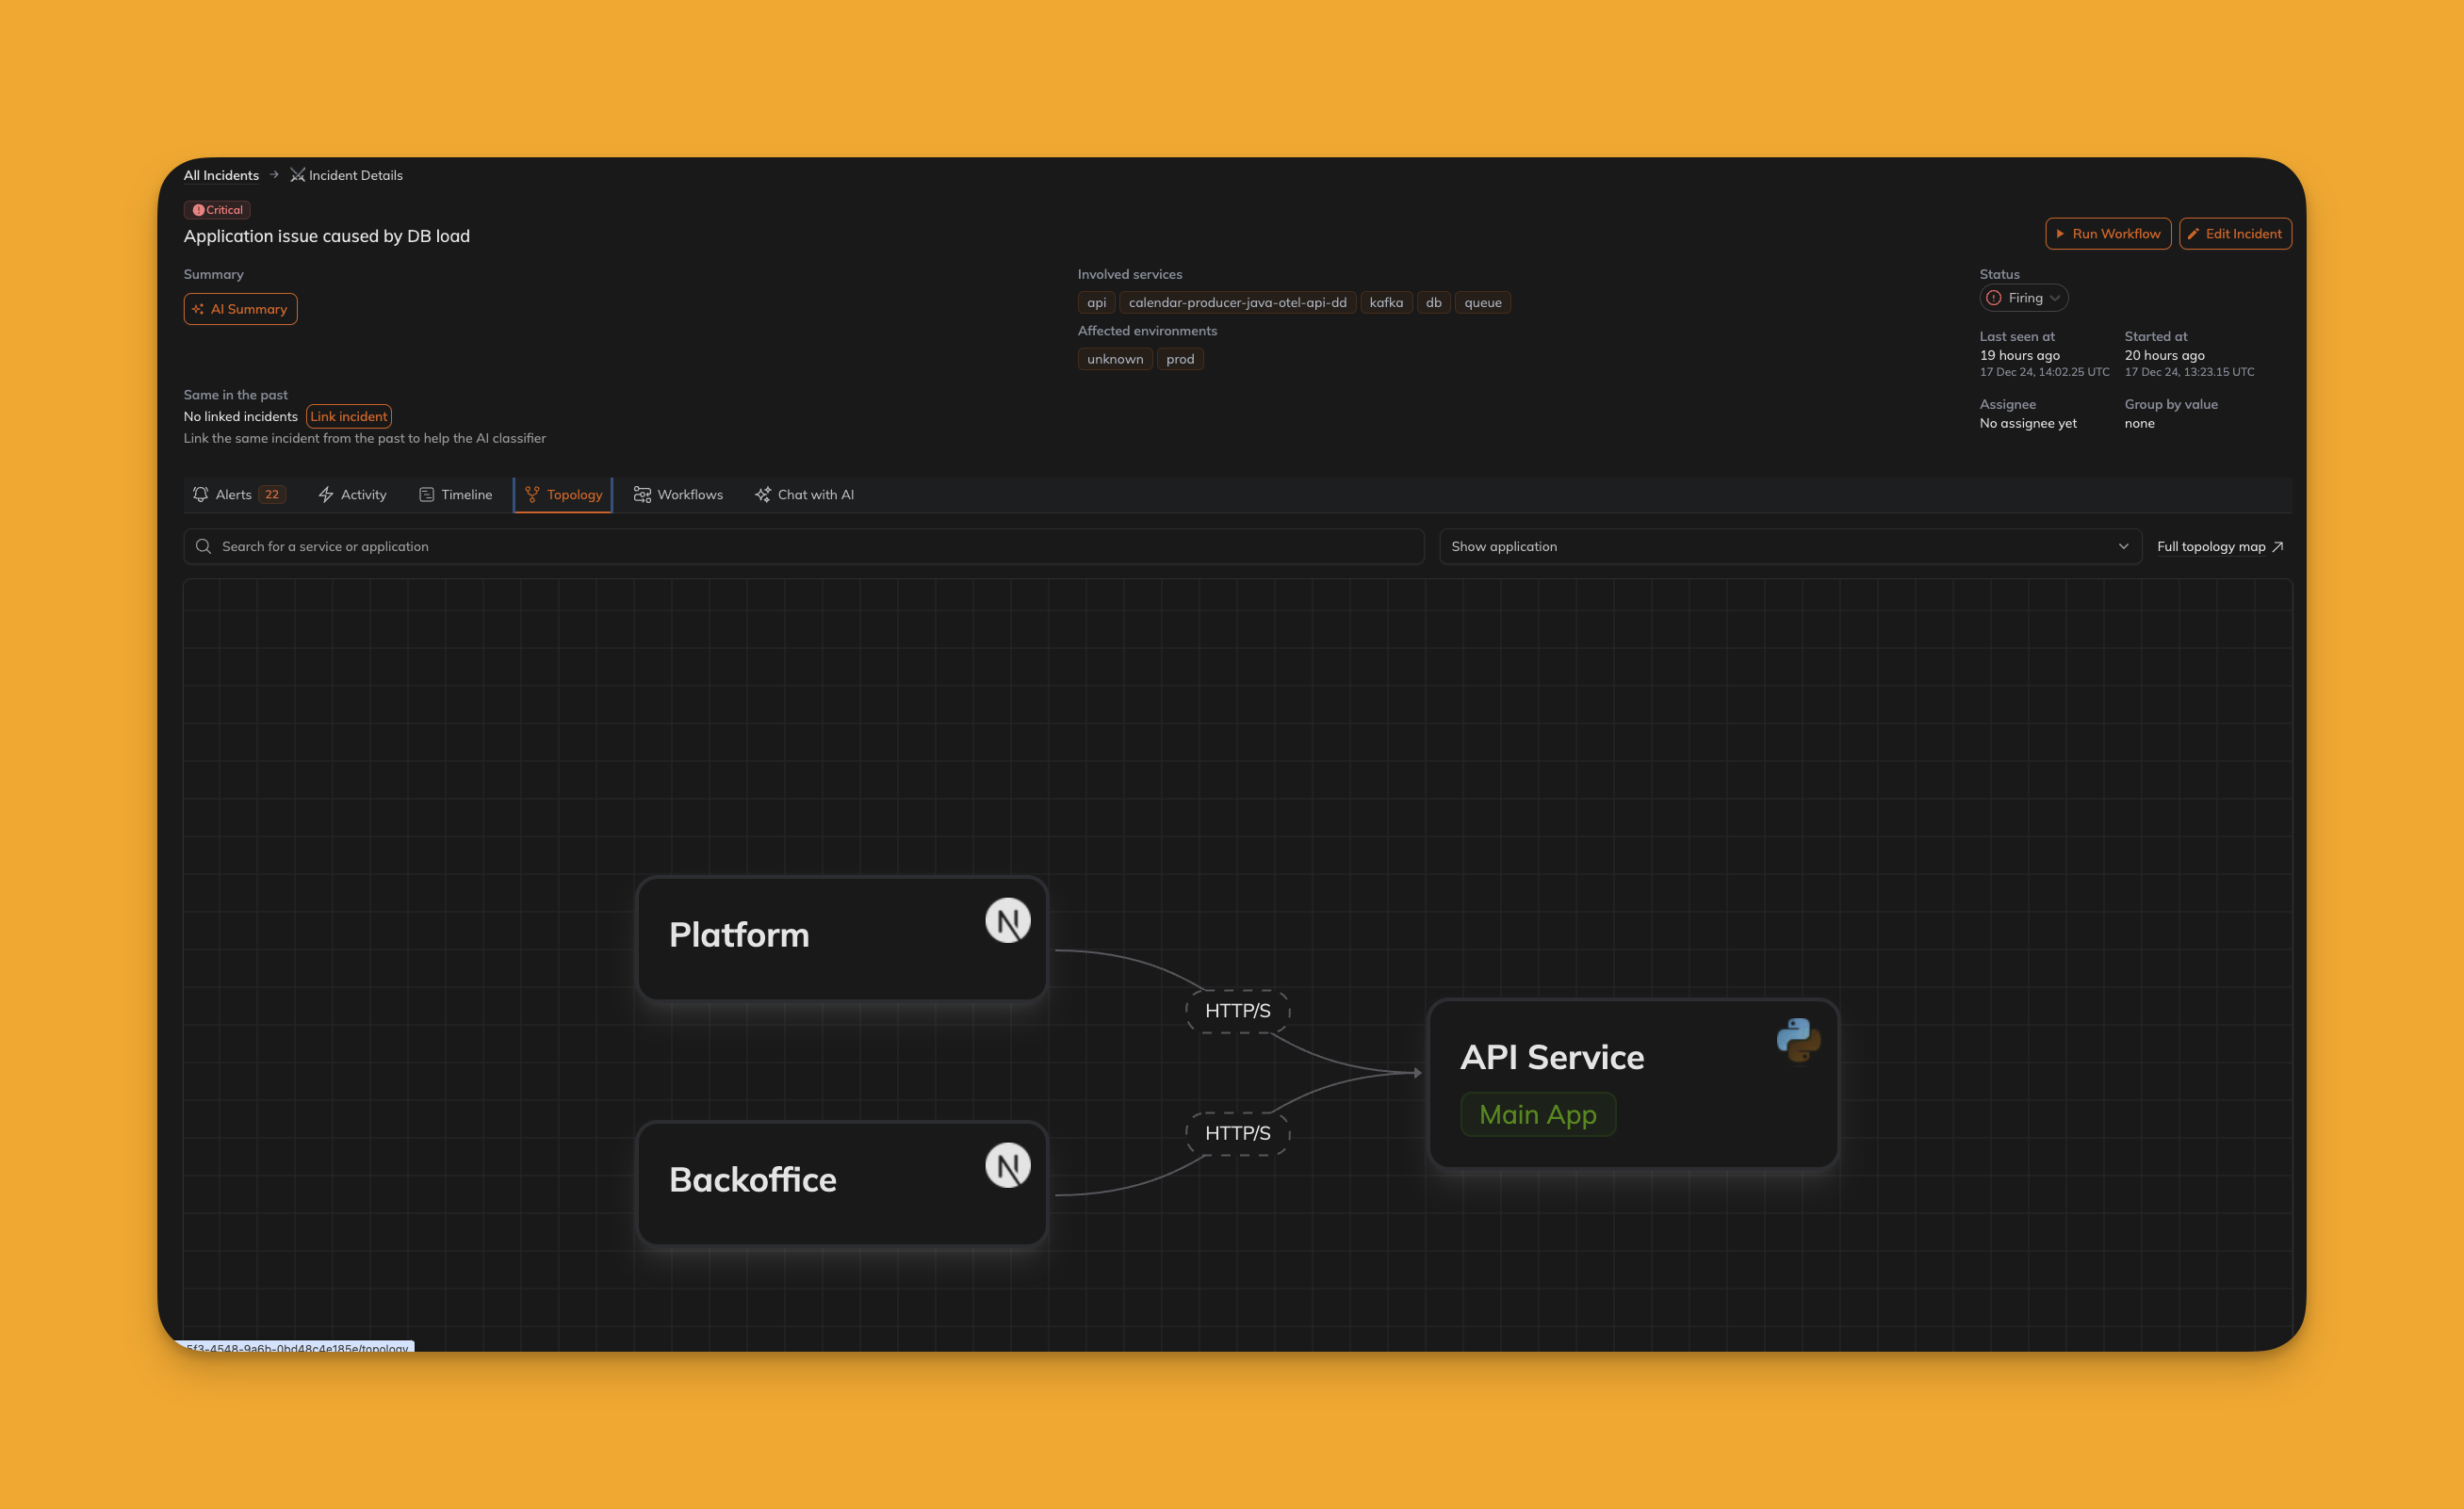 All Incidents → Incident Details
Critical
Application issue caused by DB load
Run Workflow
Edit Incident
Summary
AI Summary
Involved services
api calendar-producer-java-otel-api-dd kafka db queue
Affected environments
unknown prod
Status
Firing
Last seen at
19 hours ago
17 Dec 24, 14:02.25 UTC
Started at
20 hours ago
17 Dec 24, 13:23.15 UTC
Assignee
No assignee yet
Group by value
none
Same in the past
No linked incidents Link incident
Link the same incident from the past to help the AI classifier
Alerts 22 Activity Timeline Topology Workflows Chat with AI
Search for a service or application
Show application
Full topology map
Platform
HTTP/S
API Service
Main App
HTTP/S
Backoffice
5f3-4548-9a6b-0bd48c4e185e/topology